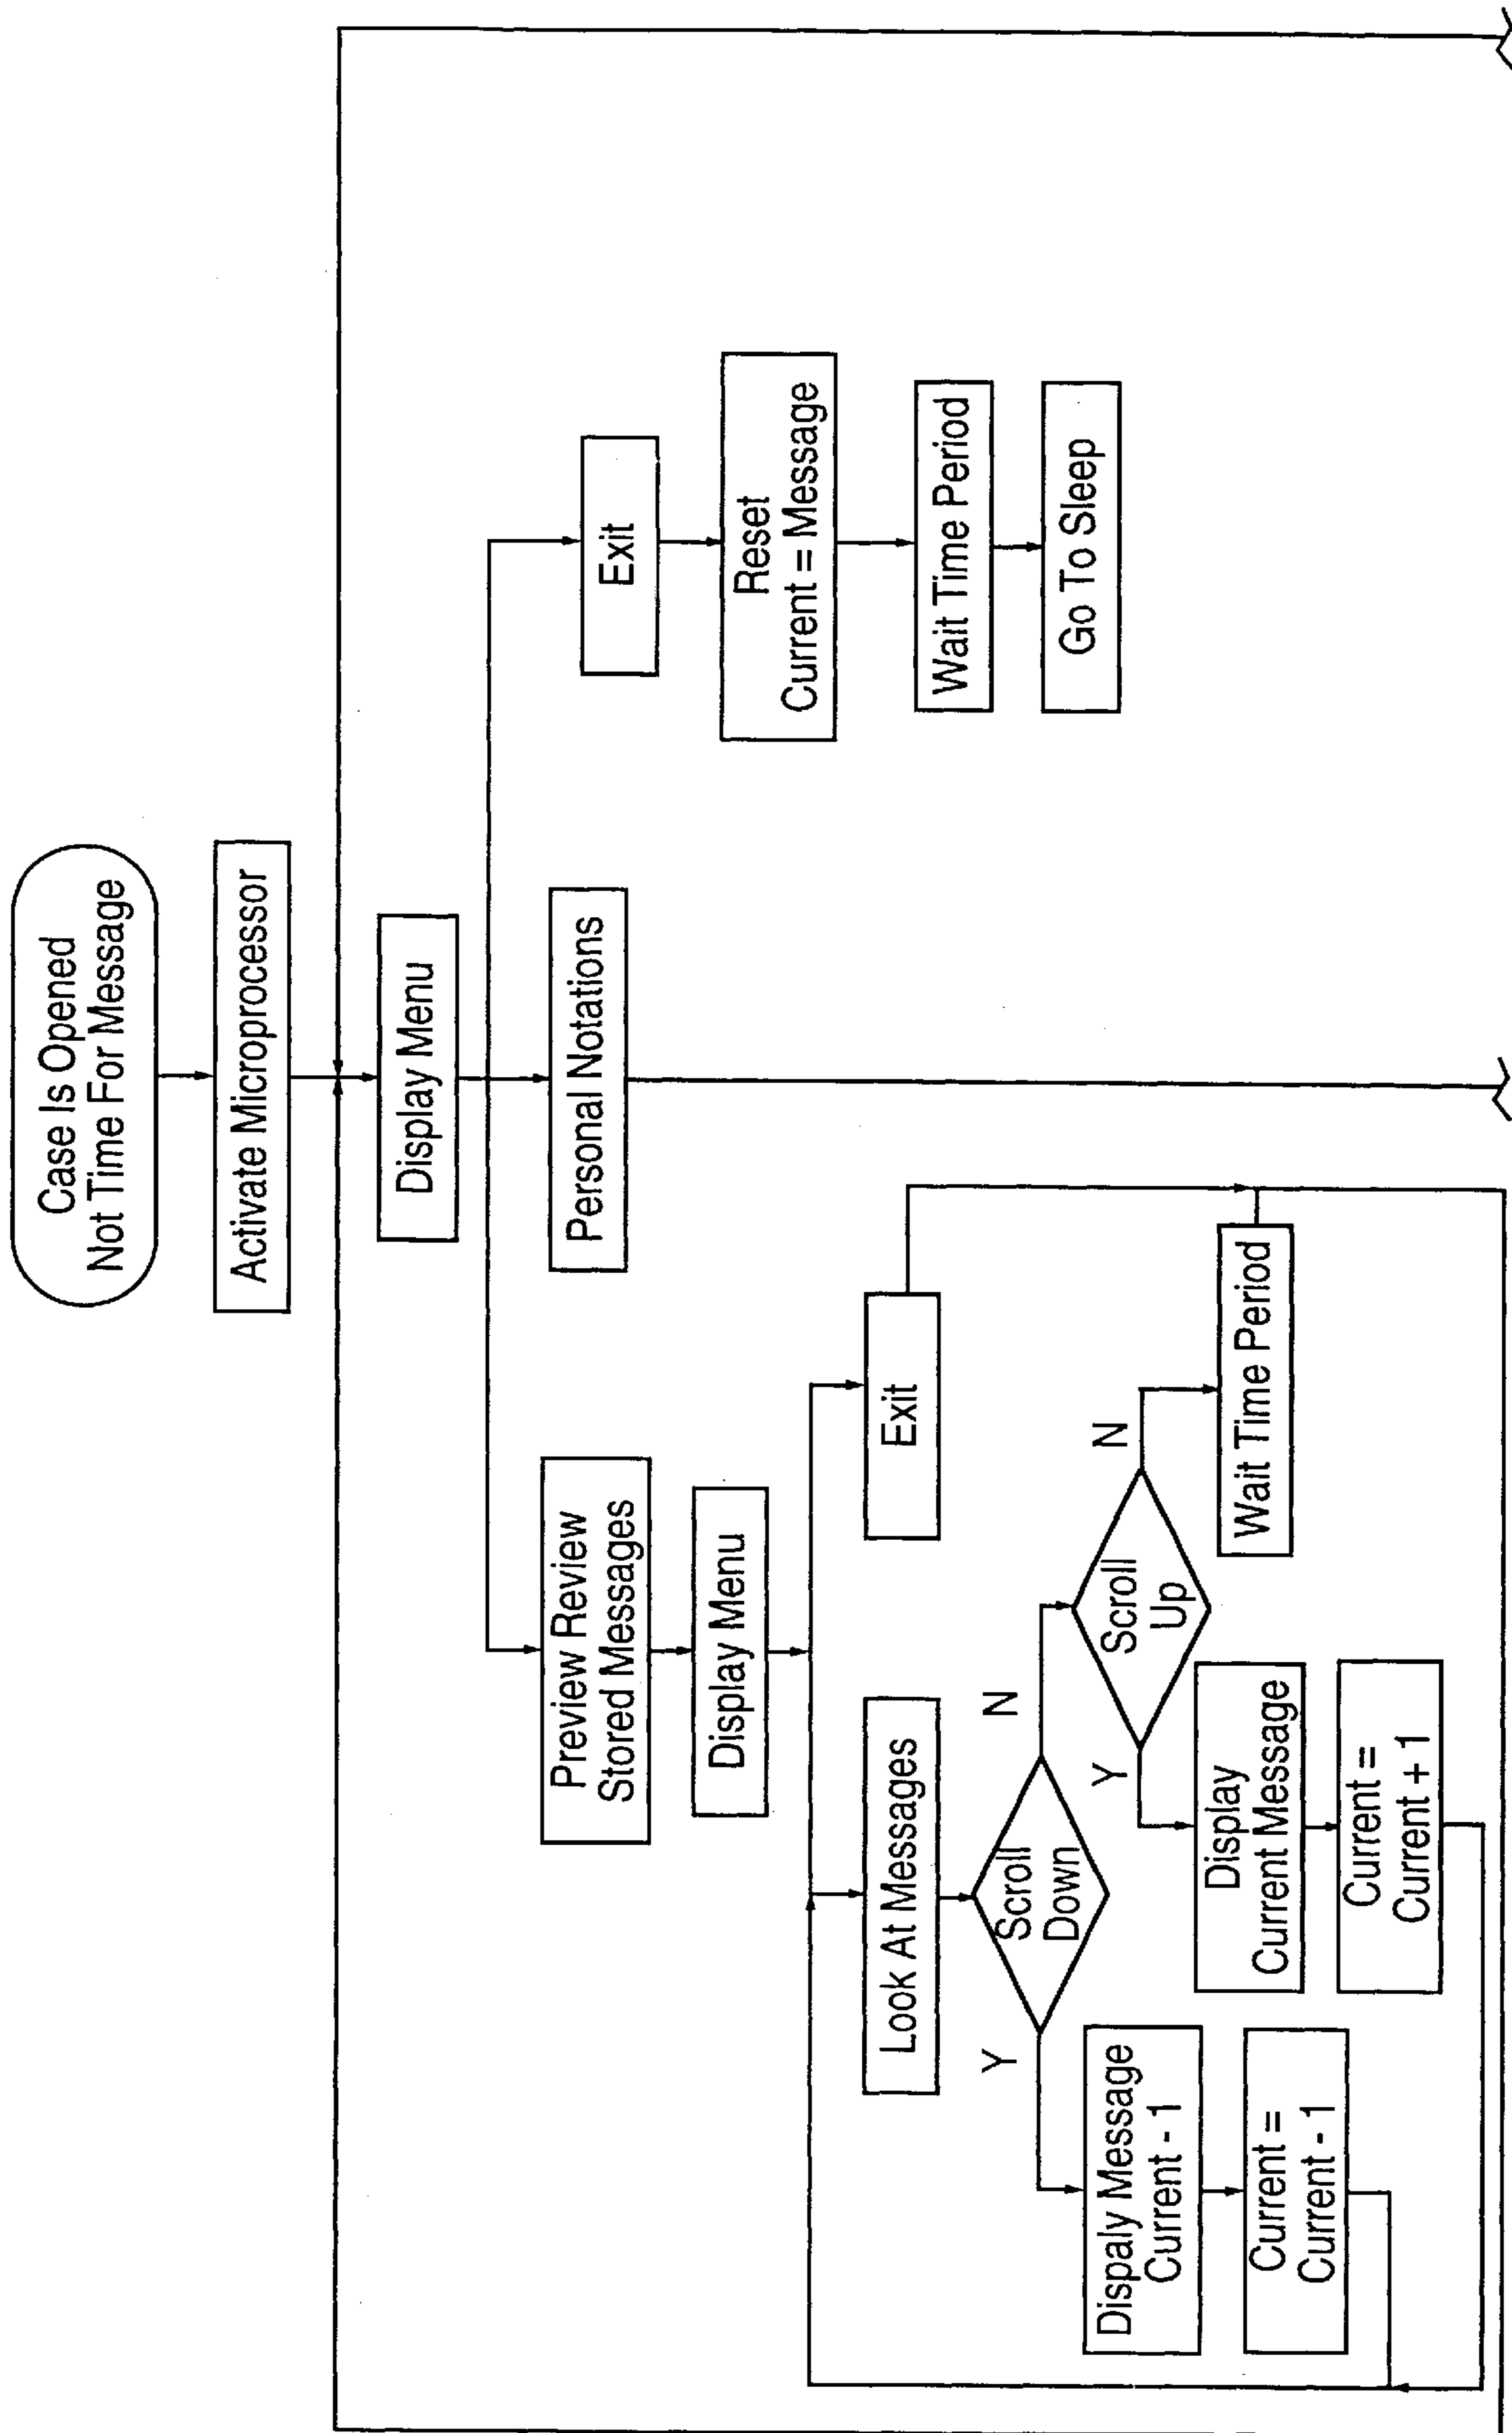 Case Is Opened
Not Time For Message
Activate Microprocessor
Display Menu
Preview Review
Stored Messages
Personal Notations
Exit
Display Menu
Reset
Current = Message
Look At Messages
Exit
Wait Time Period
Scroll
Down
Y
N
Go To Sleep
Scroll
Up
Y
N
Dispaly Message
Current - 1
Display
Current Message
Wait Time Period
Current =
Current - 1
Current =
Current + 1